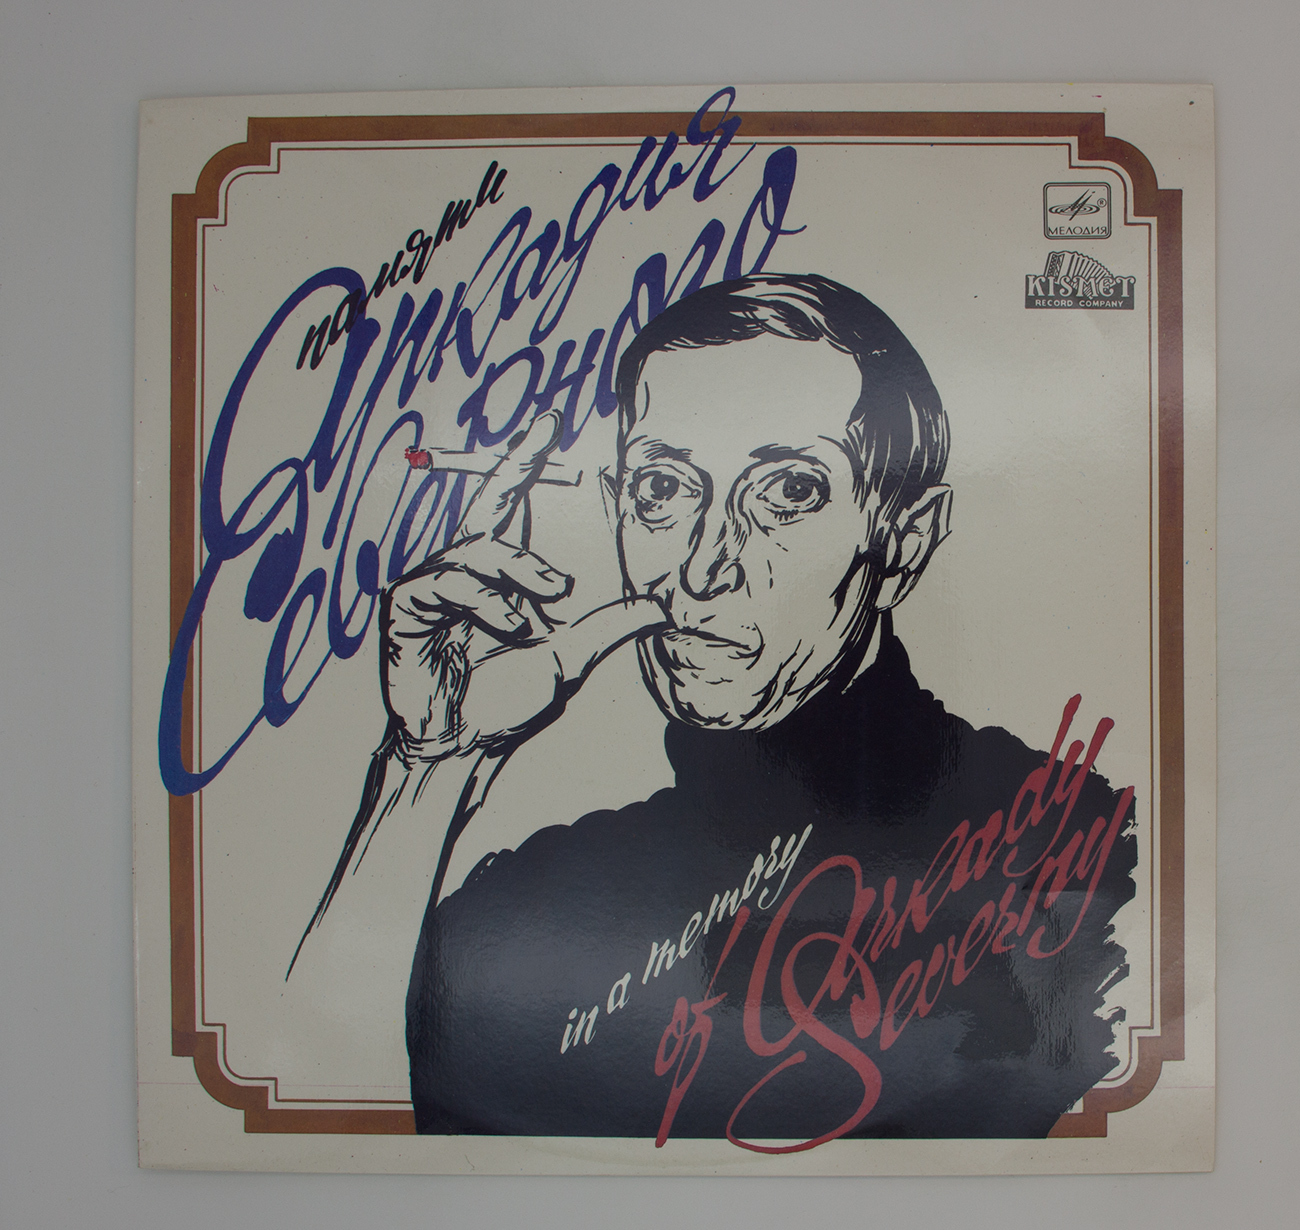 памяти
Аркадия
Северного
МЕЛОДИЯ
®
KISMET
RECORD COMPANY
in a memory
of Arkady
Severny